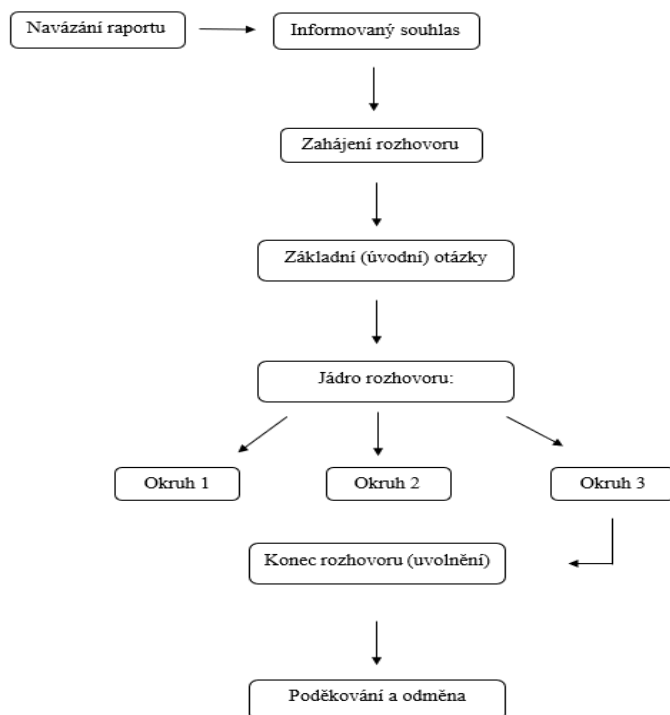 Navázání raportu
Informovaný souhlas
Zahájení rozhovoru
Základní (úvodní) otázky
Jádro rozhovoru:
Okruh 1
Okruh 2
Okruh 3
Konec rozhovoru (uvolnění)
Poděkování a odměna